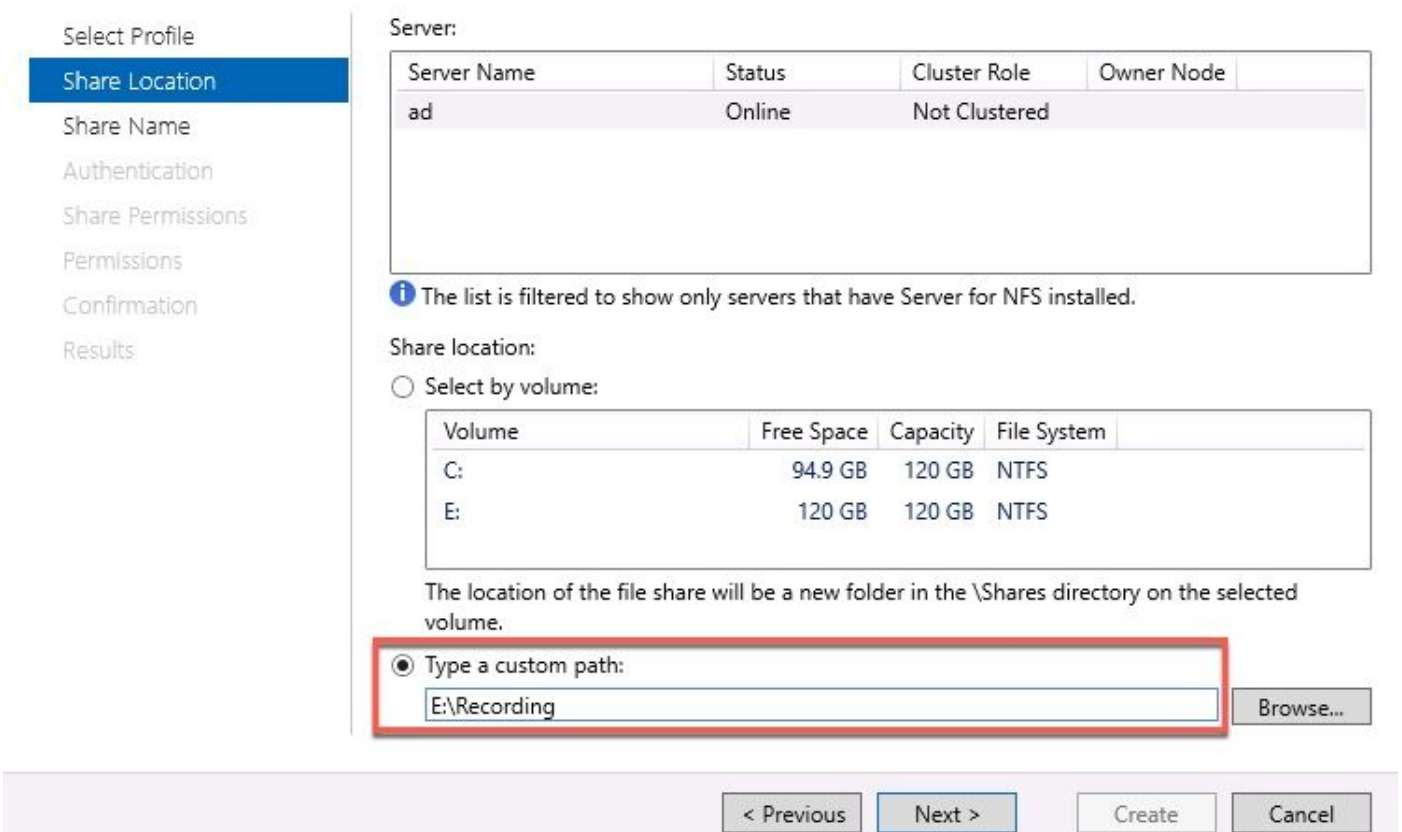 Select Profile
Share Location
Share Name
Authentication
Share Permissions
Permissions
Confirmation
Results
Server:
Server Name Status Cluster Role Owner Node
ad Online Not Clustered
The list is filtered to show only servers that have Server for NFS installed.
Share location:
Select by volume:
Volume Free Space Capacity File System
C: 94.9 GB 120 GB NTFS
E: 120 GB 120 GB NTFS
The location of the file share will be a new folder in the \Shares directory on the selected
volume.
Type a custom path:
E:\Recording
Browse...
< Previous Next > Create Cancel